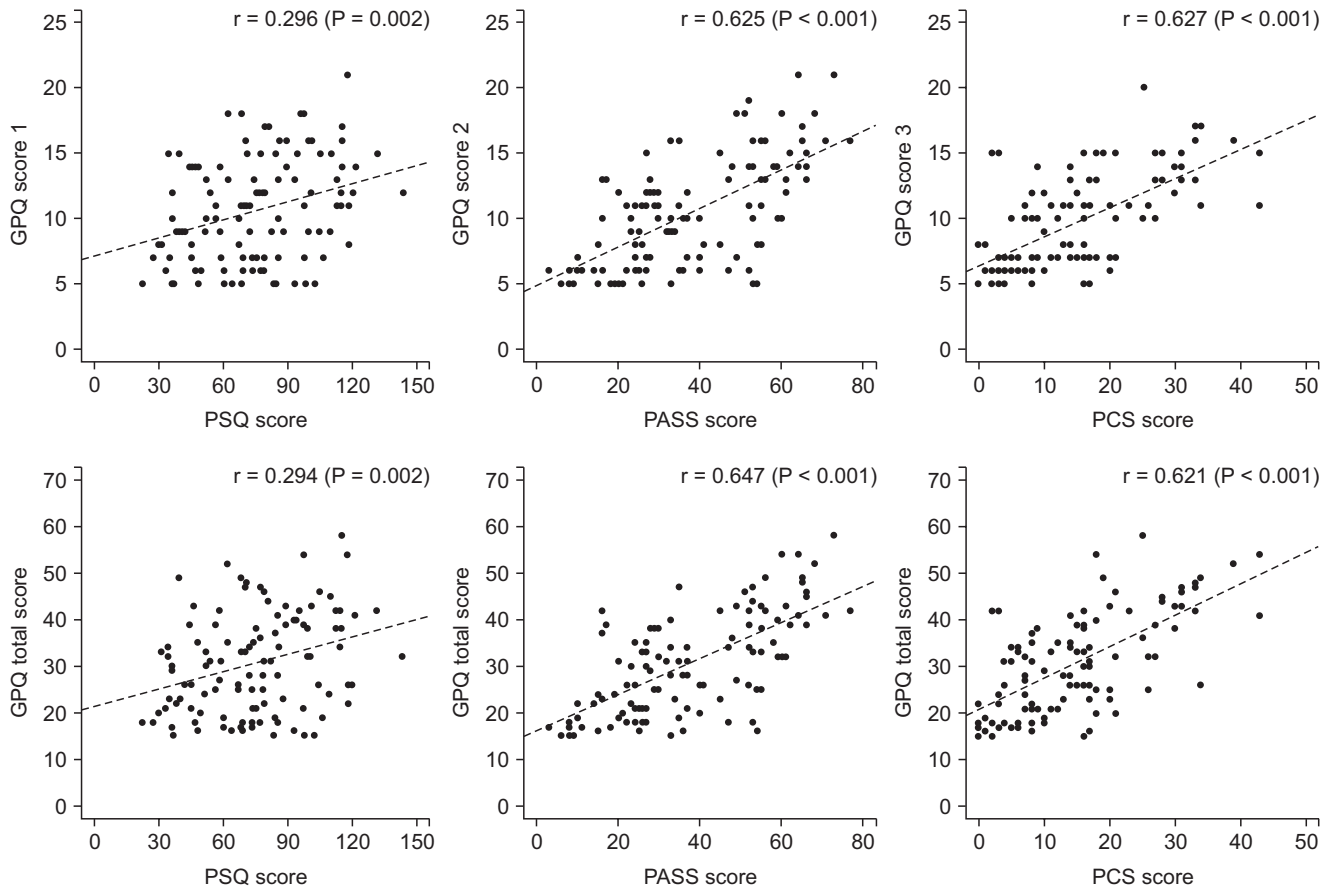 r = 0.296 (P = 0.002)
25
20
15
10
5
0
GPQ score 1
0 30 60 90 120 150
PSQ score
r = 0.625 (P < 0.001)
25
20
15
10
5
0
GPQ score 2
0 20 40 60 80
PASS score
r = 0.627 (P < 0.001)
25
20
15
10
5
0
GPQ score 3
0 10 20 30 40 50
PCS score
r = 0.294 (P = 0.002)
70
60
50
40
30
20
10
0
GPQ total score
0 30 60 90 120 150
PSQ score
r = 0.647 (P < 0.001)
70
60
50
40
30
20
10
0
GPQ total score
0 20 40 60 80
PASS score
r = 0.621 (P < 0.001)
70
60
50
40
30
20
10
0
GPQ total score
0 10 20 30 40 50
PCS score